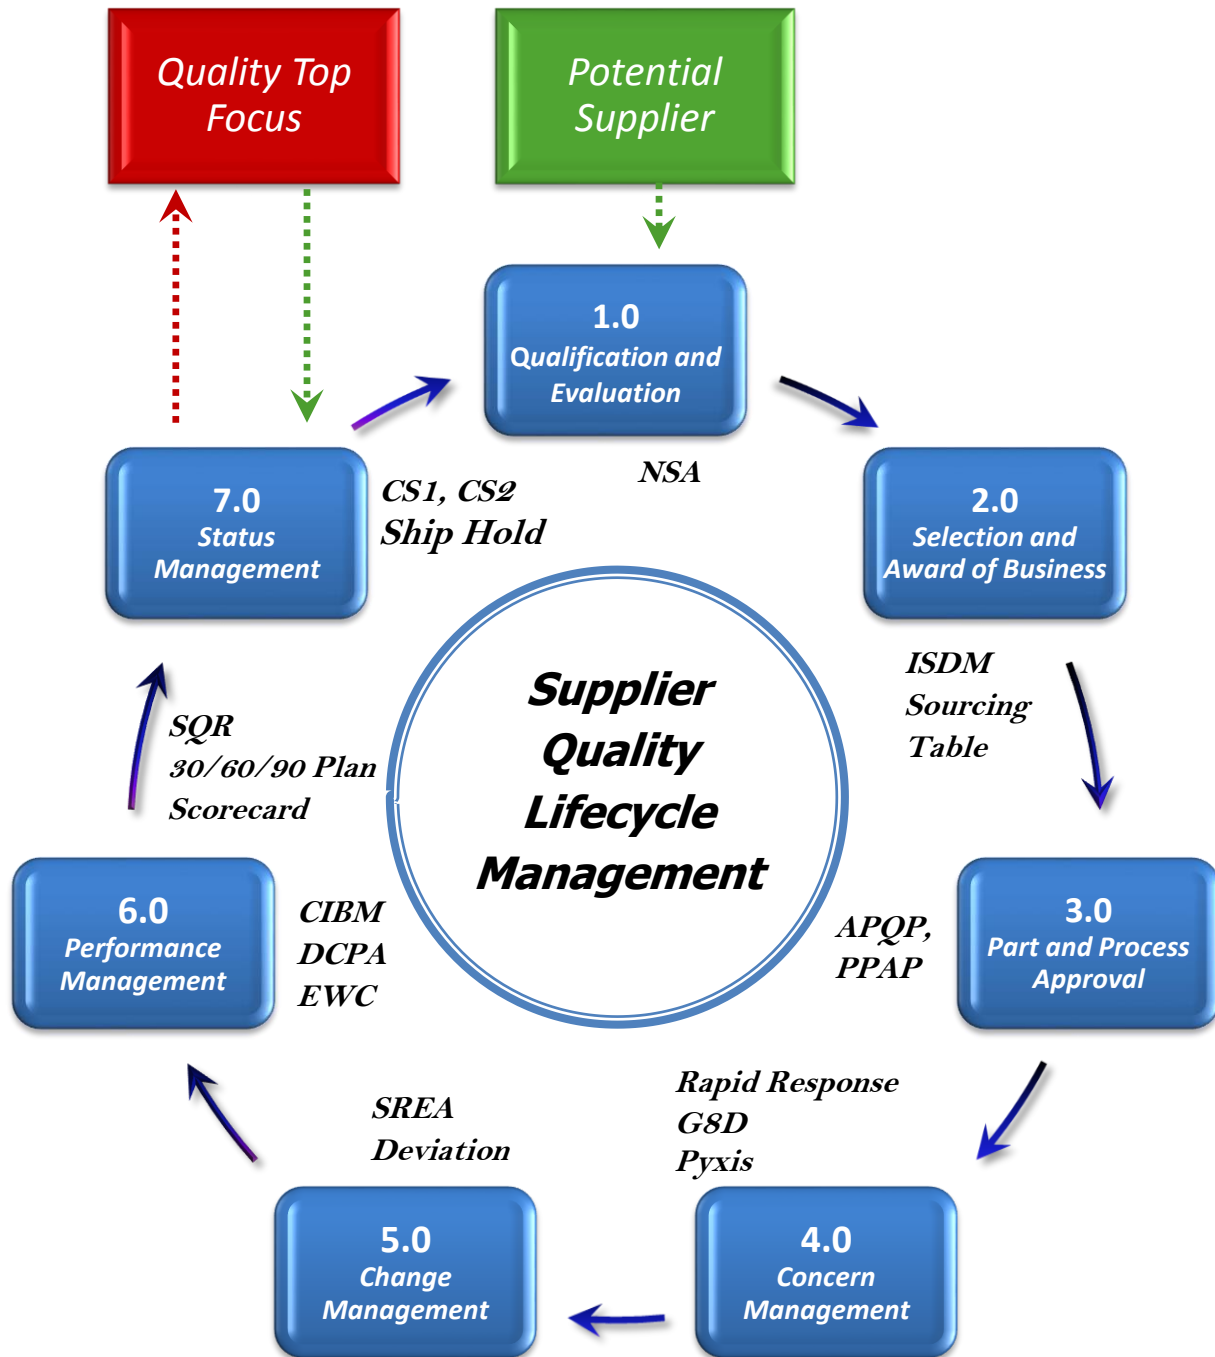 Quality Top
Focus
Potential
Supplier
1.0
Qualification and
Evaluation
NSA
2.0
Selection and
Award of Business
ISDM
Sourcing
Table
3.0
Part and Process
Approval
APQP,
PPAP
4.0
Concern
Management
Rapid Response
G8D
Pyxis
5.0
Change
Management
SREA
Deviation
6.0
Performance
Management
CIBM
DCPA
EWC
SQR
30/60/90 Plan
Scorecard
7.0
Status
Management
CS1, CS2
Ship Hold
Supplier
Quality
Lifecycle
Management